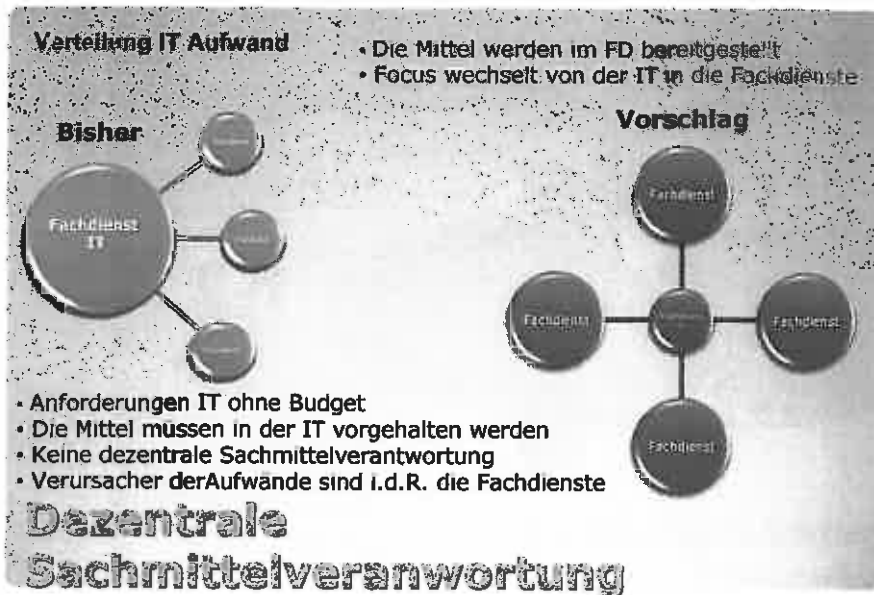 Verteilung IT Aufwand
• Die Mittel werden im FD bereitgestellt
• Focus wechselt von der IT in die Fachdienste
Bisher
Vorschlag
Fachdienst
IT
Fachdienst
Fachdienst
Fachdienst
Fachdienst
• Anforderungen IT ohne Budget
• Die Mittel müssen in der IT vorgehalten werden
• Keine dezentrale Sachmittelverantwortung
• Verursacher derAufwände sind i.d.R. die Fachdienste
Dezentrale
Sachmittelveranwortung